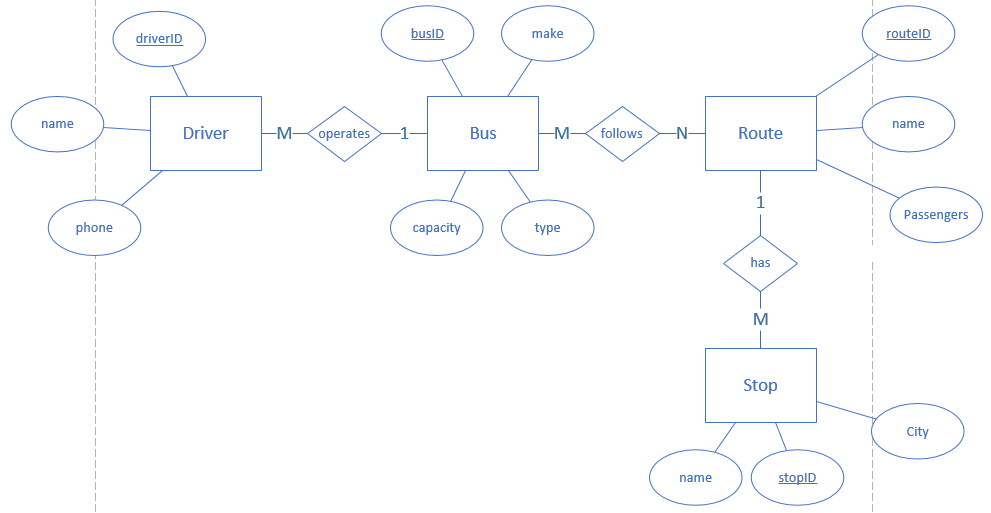 driverID
busID
make
routeID
name
Driver
M
operates
1
Bus
M
follows
N
Route
name
phone
capacity
type
1
Passengers
has
M
Stop
City
name
stopID